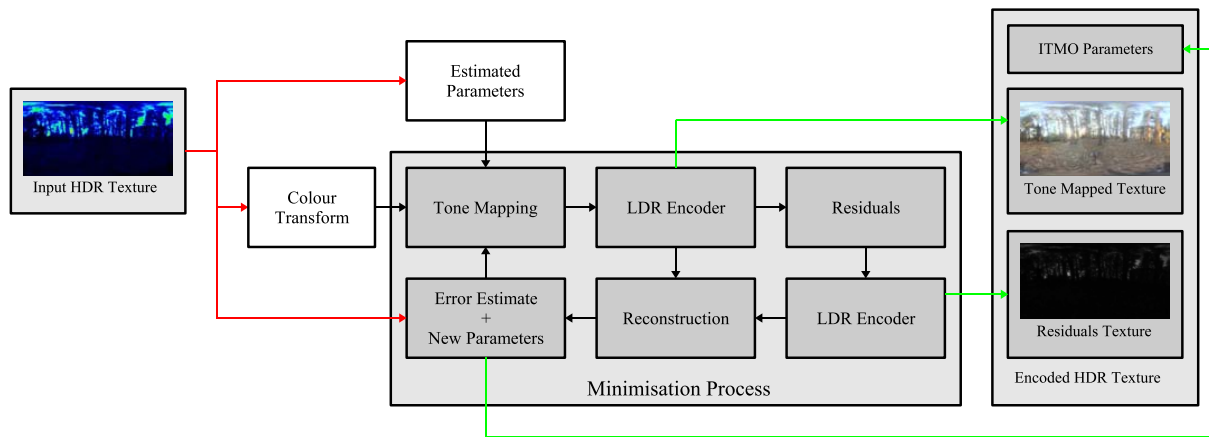 Input HDR Texture
Estimated
Parameters
Colour
Transform
Tone Mapping
LDR Encoder
Residuals
Error Estimate
+
New Parameters
Reconstruction
LDR Encoder
Minimisation Process
ITMO Parameters
Tone Mapped Texture
Residuals Texture
Encoded HDR Texture